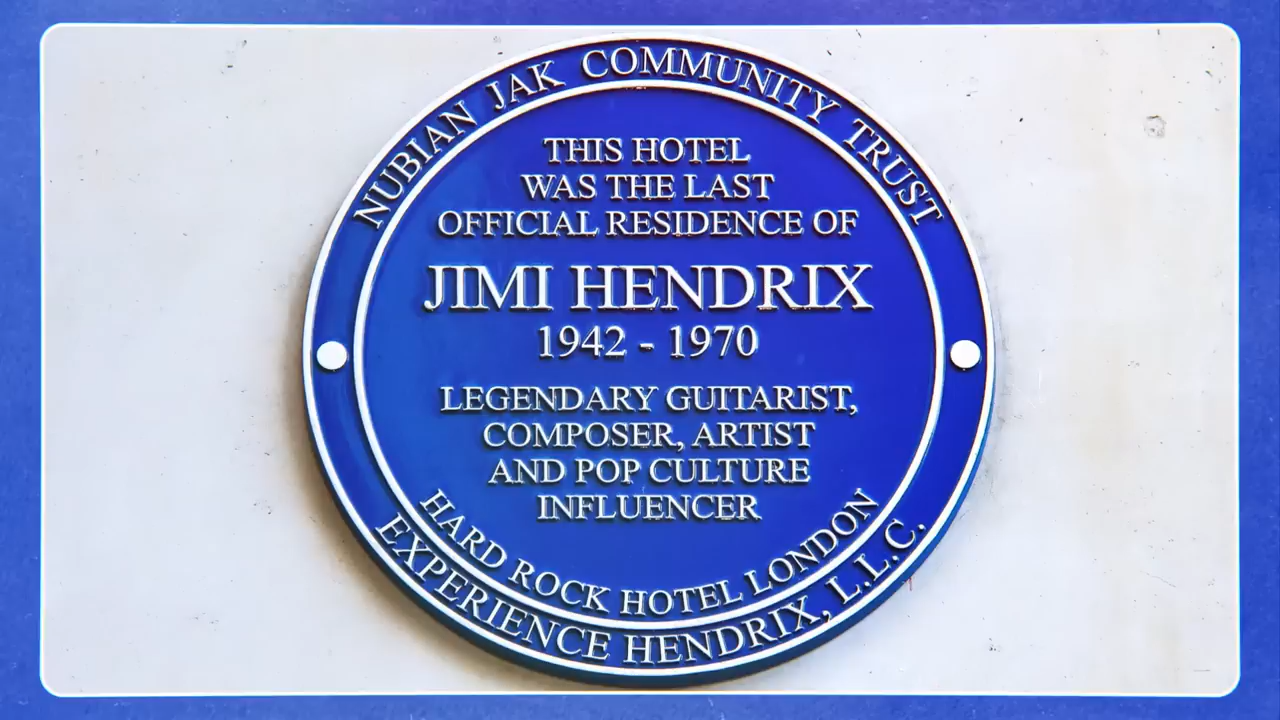 NUBIAN JAK COMMUNITY TRUST
THIS HOTEL
WAS THE LAST
OFFICIAL RESIDENCE OF
JIMI HENDRIX
1942 - 1970
LEGENDARY GUITARIST,
COMPOSER, ARTIST
AND POP CULTURE
INFLUENCER
HARD ROCK HOTEL LONDON
EXPERIENCE HENDRIX, L.L.C.